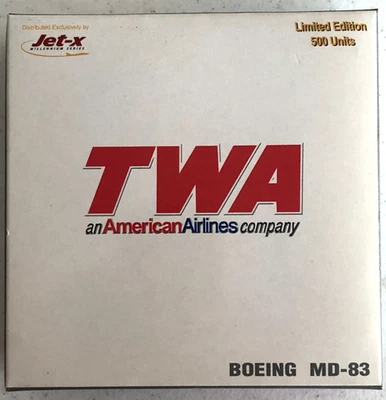 Distributed Exclusively by
Jet-x
MILLENNIUM SERIES
Limited Edition
500 Units
TWA
an American Airlines company
BOEING MD-83